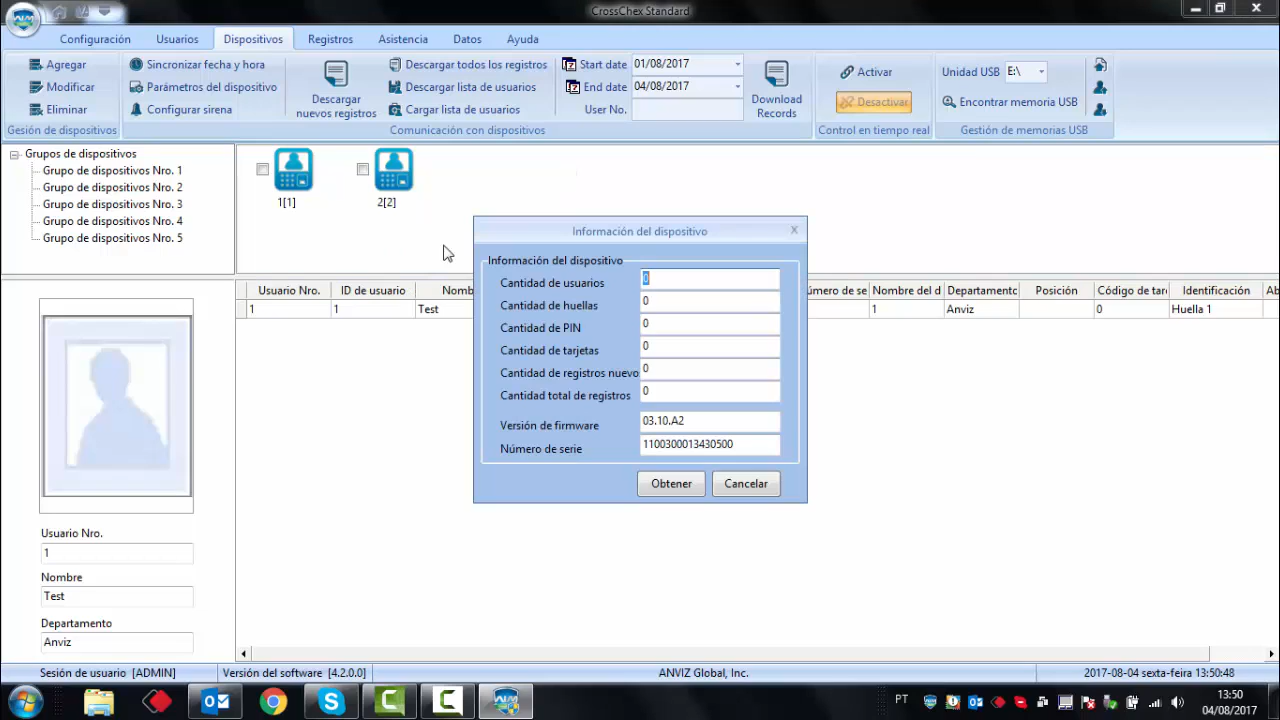 CrossChex Standard
Configuración Usuarios Dispositivos Registros Asistencia Datos Ayuda
Agregar
Modificar
Eliminar
Gesión de dispositivos
Sincronizar fecha y hora
Parámetros del dispositivo
Configurar sirena
Descargar
nuevos registros
Descargar todos los registros
Descargar lista de usuarios
Cargar lista de usuarios
Comunicación con dispositivos
Start date 01/08/2017
End date 04/08/2017
User No.
Download
Records
Activar
Desactivar
Control en tiempo real
Unidad USB E:\
Encontrar memoria USB
Gestión de memorias USB
Grupos de dispositivos
Grupo de dispositivos Nro. 1
Grupo de dispositivos Nro. 2
Grupo de dispositivos Nro. 3
Grupo de dispositivos Nro. 4
Grupo de dispositivos Nro. 5
1[1] 2[2]
Información del dispositivo X
Información del dispositivo
Cantidad de usuarios 0
Cantidad de huellas 0
Cantidad de PIN 0
Cantidad de tarjetas 0
Cantidad de registros nuevo 0
Cantidad total de registros 0
Versión de firmware 03.10.A2
Número de serie 1100300013430500
Obtener Cancelar
Usuario Nro. ID de usuario Nomb úmero de se Nombre del d Departamento Posición Código de tar Identificación Ab
1 1 Test 1 Anviz 0 Huella 1
Usuario Nro.
1
Nombre
Test
Departamento
Anviz
Sesión de usuario [ADMIN] Versión del software [4.2.0.0] ANVIZ Global, Inc. 2017-08-04 sexta-feira 13:50:48
PT 13:50
04/08/2017